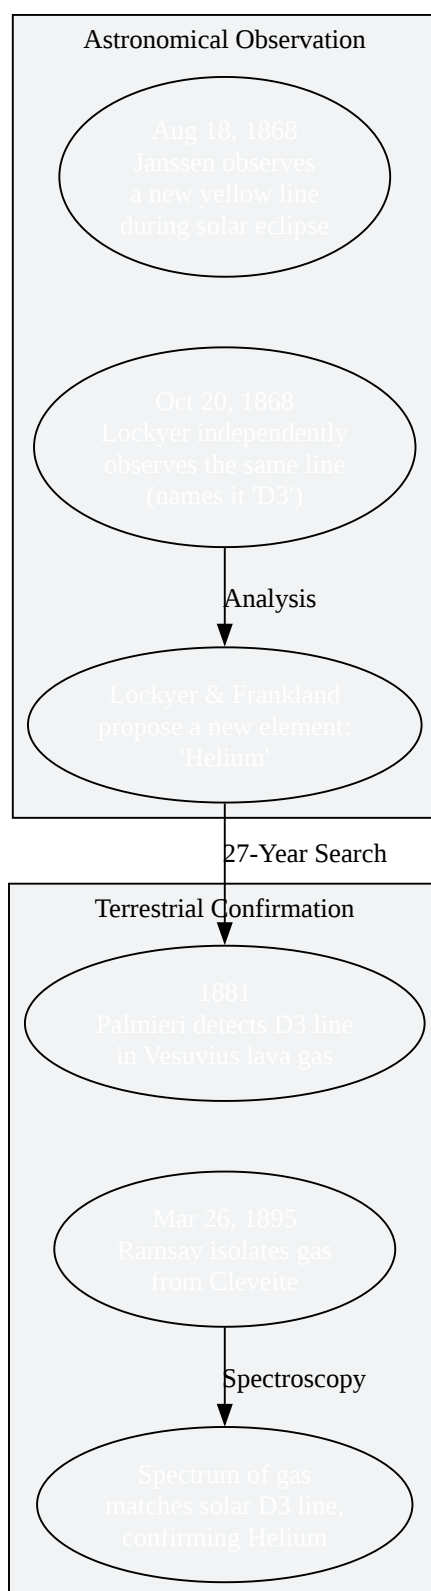 Astronomical Observation
Aug 18, 1868
Janssen observes
a new yellow line
during solar eclipse
Oct 20, 1868
Lockyer independently
observes the same line
(names it 'D3')
Analysis
Lockyer & Frankland
propose a new element:
'Helium'
27-Year Search
Terrestrial Confirmation
1881
Palmieri detects D3 line
in Vesuvius lava gas
Mar 26, 1895
Ramsay isolates gas
from Cleveite
Spectroscopy
Spectrum of gas
matches solar D3 line,
confirming Helium